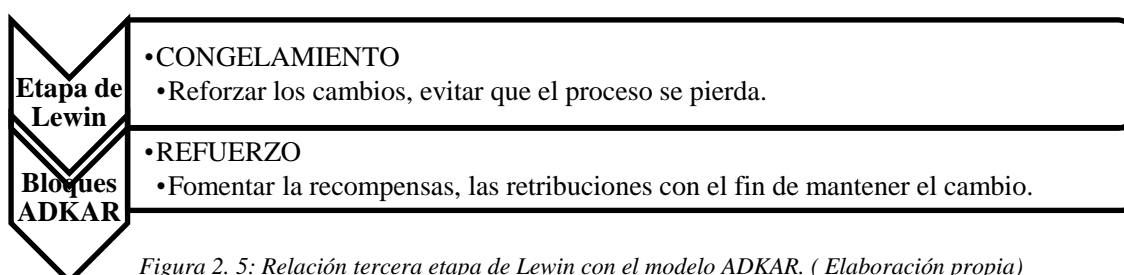 Etapa de
Lewin
•CONGELAMIENTO
•Reforzar los cambios, evitar que el proceso se pierda.
Bloques
ADKAR
•REFUERZO
•Fomentar la recompensas, las retribuciones con el fin de mantener el cambio.
Figura 2. 5: Relación tercera etapa de Lewin con el modelo ADKAR. ( Elaboración propia)